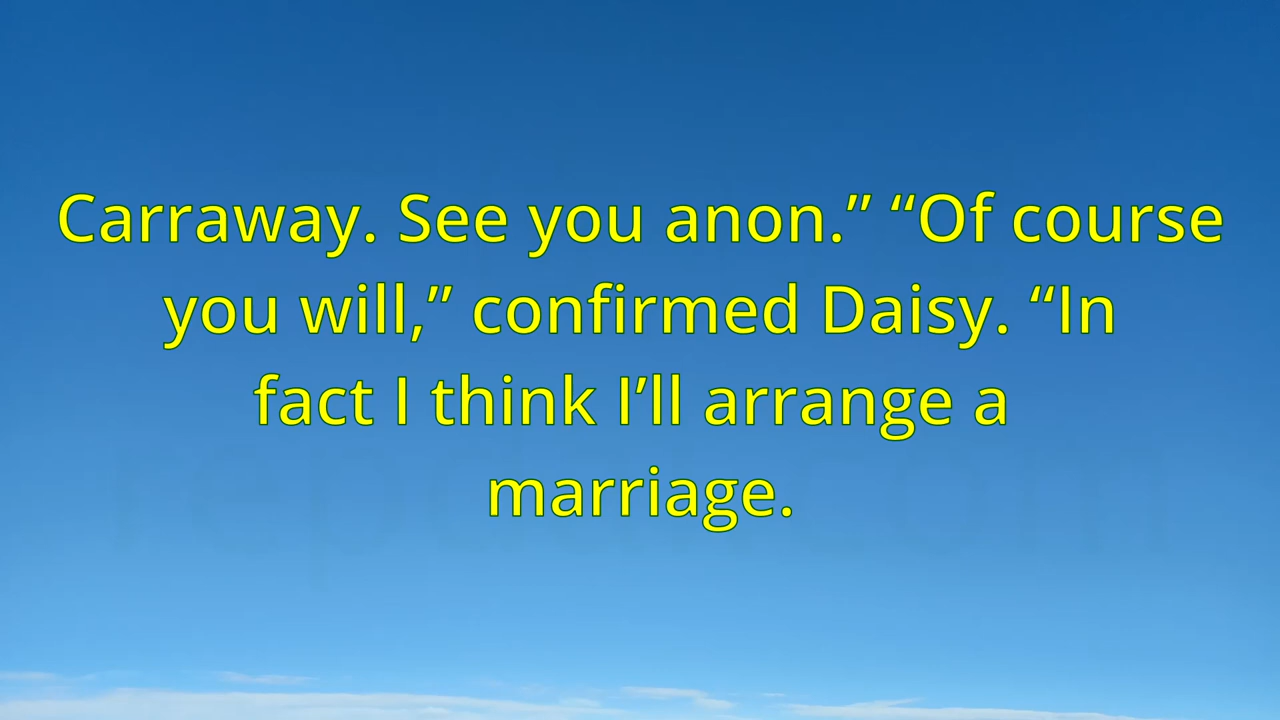 Carraway. See you anon.” “Of course
you will,” confirmed Daisy. “In
fact I think I’ll arrange a
marriage.